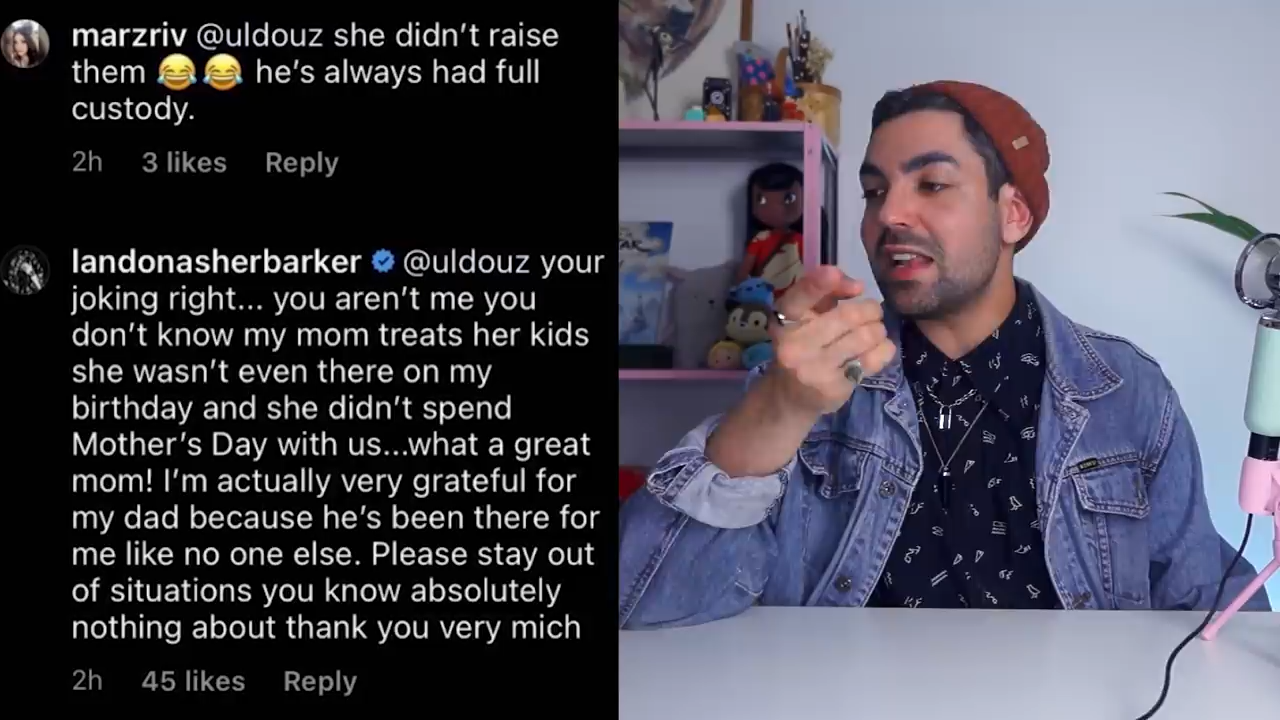 marzriv @uldouz she didn't raise
them 😂😂 he's always had full
custody.
2h 3 likes Reply
landonasherbarker @uldouz your
joking right... you aren't me you
don't know my mom treats her kids
she wasn't even there on my
birthday and she didn't spend
Mother's Day with us...what a great
mom! I'm actually very grateful for
my dad because he's been there for
me like no one else. Please stay out
of situations you know absolutely
nothing about thank you very mich
2h 45 likes Reply